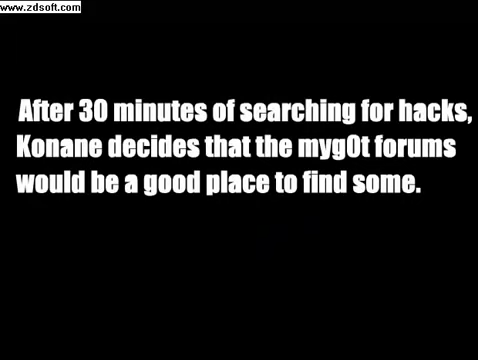 www.zdsoft.com
After 30 minutes of searching for hacks,
Konane decides that the myg0t forums
would be a good place to find some.